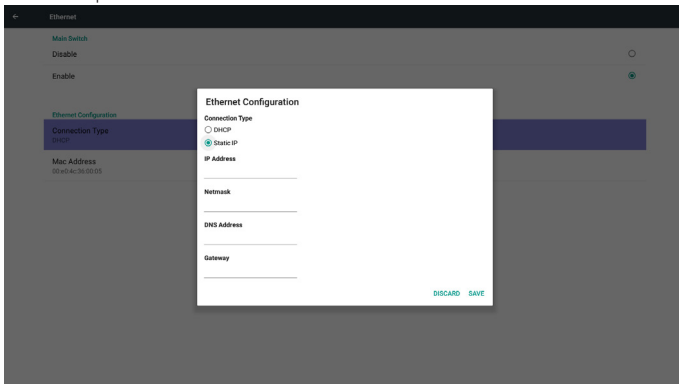 Ethernet
Main Switch
Disable
Enable
Ethernet Configuration
Connection Type
DHCP
Mac Address
Ethernet Configuration
Connection Type
DHCP
Static IP
IP Address
Netmask
DNS Address
Gateway
DISCARD SAVE